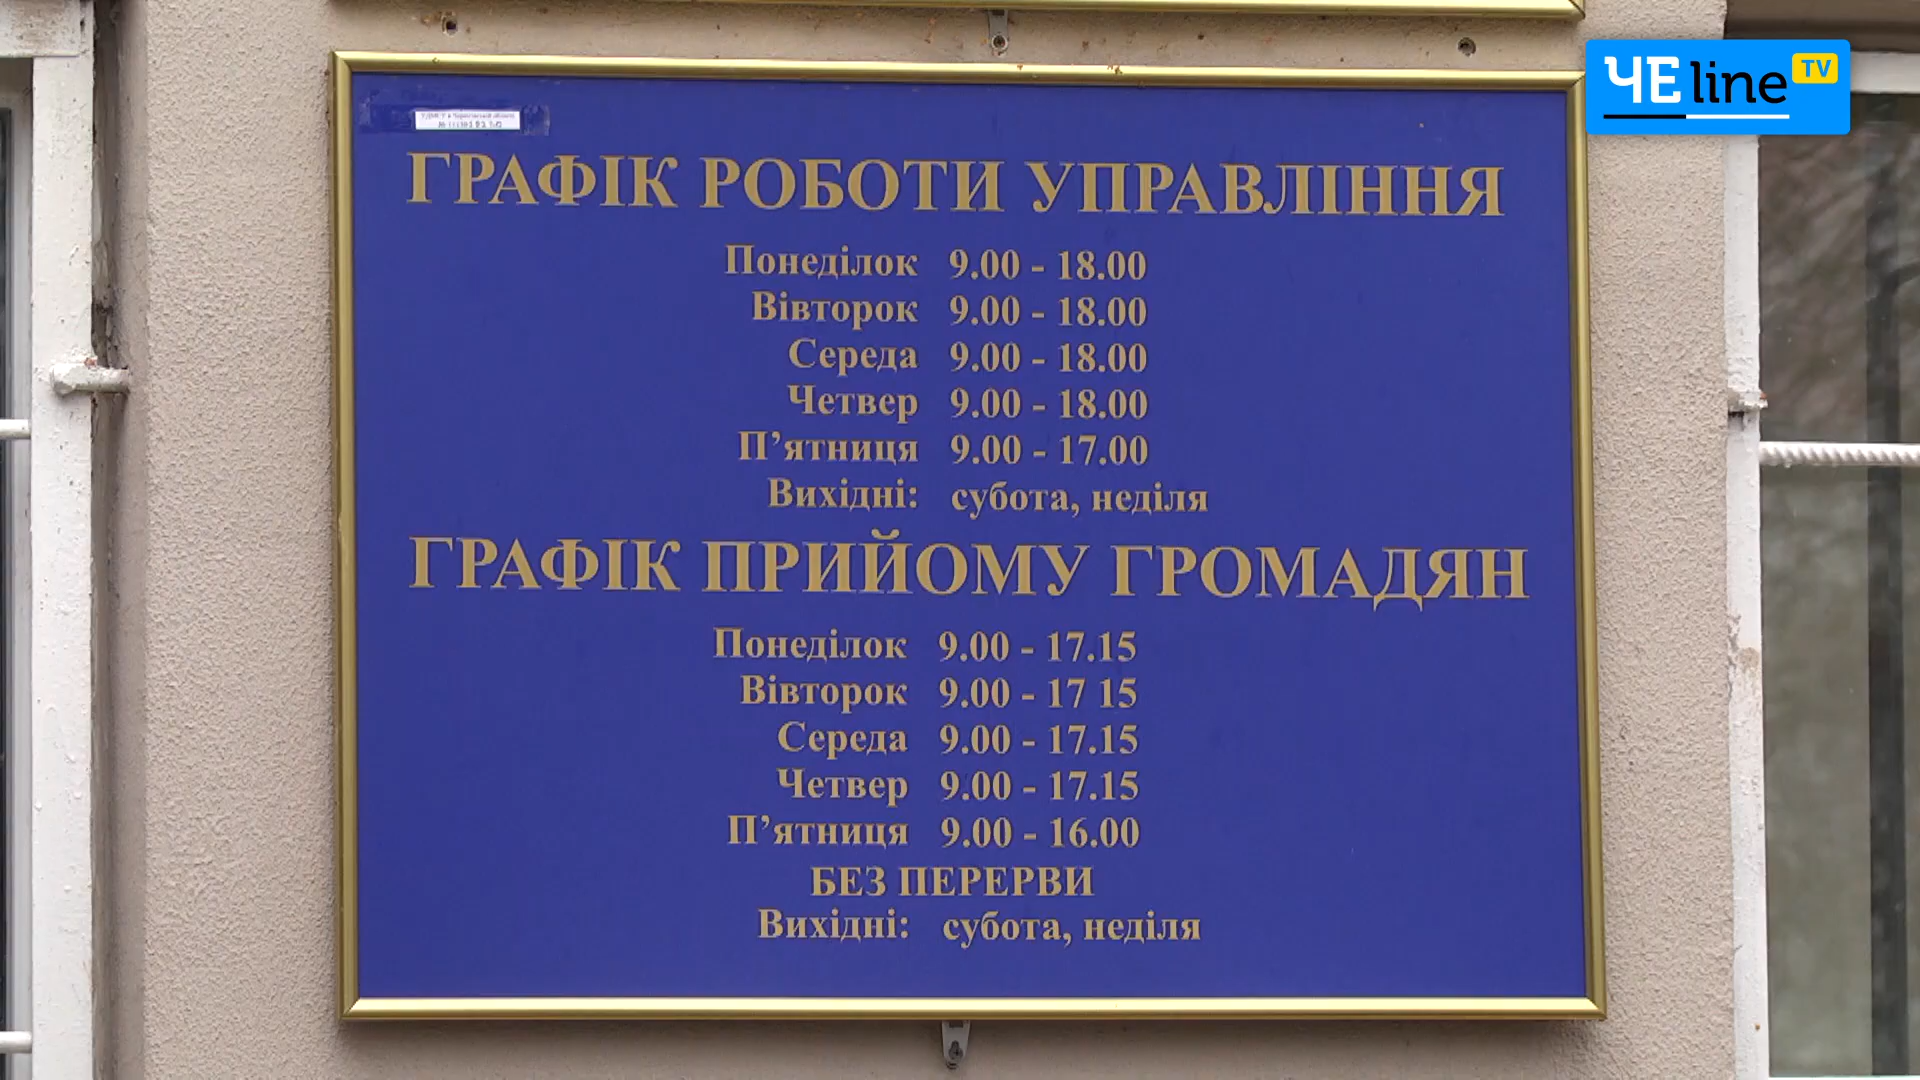 ЧЕline TV
ГРАФІК РОБОТИ УПРАВЛІННЯ
Понеділок 9.00 - 18.00
Вівторок 9.00 - 18.00
Середа 9.00 - 18.00
Четвер 9.00 - 18.00
П’ятниця 9.00 - 17.00
Вихідні: субота, неділя
ГРАФІК ПРИЙОМУ ГРОМАДЯН
Понеділок 9.00 - 17.15
Вівторок 9.00 - 17 15
Середа 9.00 - 17.15
Четвер 9.00 - 17.15
П’ятниця 9.00 - 16.00
БЕЗ ПЕРЕРВИ
Вихідні: субота, неділя